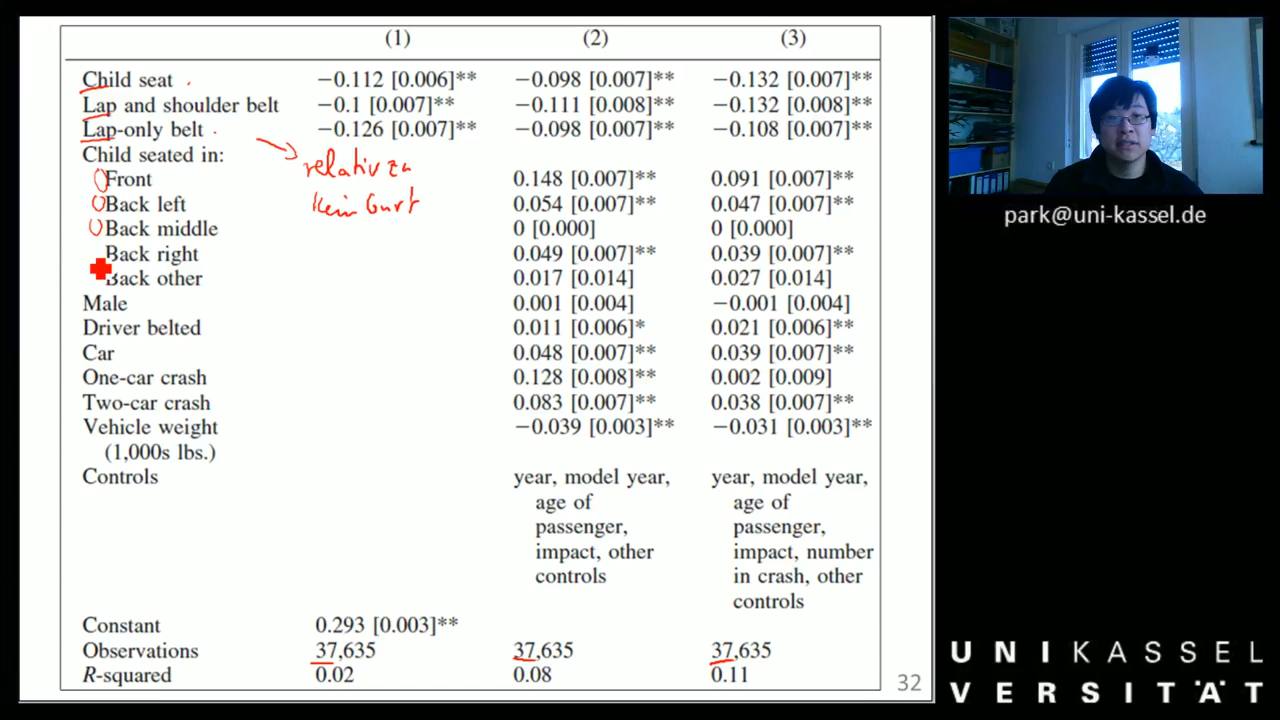 (1) (2) (3)
Child seat −0.112 [0.006]** −0.098 [0.007]** −0.132 [0.007]**
Lap and shoulder belt −0.1 [0.007]** −0.111 [0.008]** −0.132 [0.008]**
Lap-only belt −0.126 [0.007]** −0.098 [0.007]** −0.108 [0.007]**
Child seated in:
relativ zu
kein Gurt
Front 0.148 [0.007]** 0.091 [0.007]**
Back left 0.054 [0.007]** 0.047 [0.007]**
Back middle 0 [0.000] 0 [0.000]
Back right 0.049 [0.007]** 0.039 [0.007]**
Back other 0.017 [0.014] 0.027 [0.014]
Male 0.001 [0.004] −0.001 [0.004]
Driver belted 0.011 [0.006]* 0.021 [0.006]**
Car 0.048 [0.007]** 0.039 [0.007]**
One-car crash 0.128 [0.008]** 0.002 [0.009]
Two-car crash 0.083 [0.007]** 0.038 [0.007]**
Vehicle weight −0.039 [0.003]** −0.031 [0.003]**
(1,000s lbs.)
Controls year, model year, year, model year,
age of age of
passenger, passenger,
impact, other impact, number
controls in crash, other
controls
Constant 0.293 [0.003]**
Observations 37,635 37,635 37,635
R-squared 0.02 0.08 0.11
32
park@uni-kassel.de
UNIKASSEL
VERSITÄT